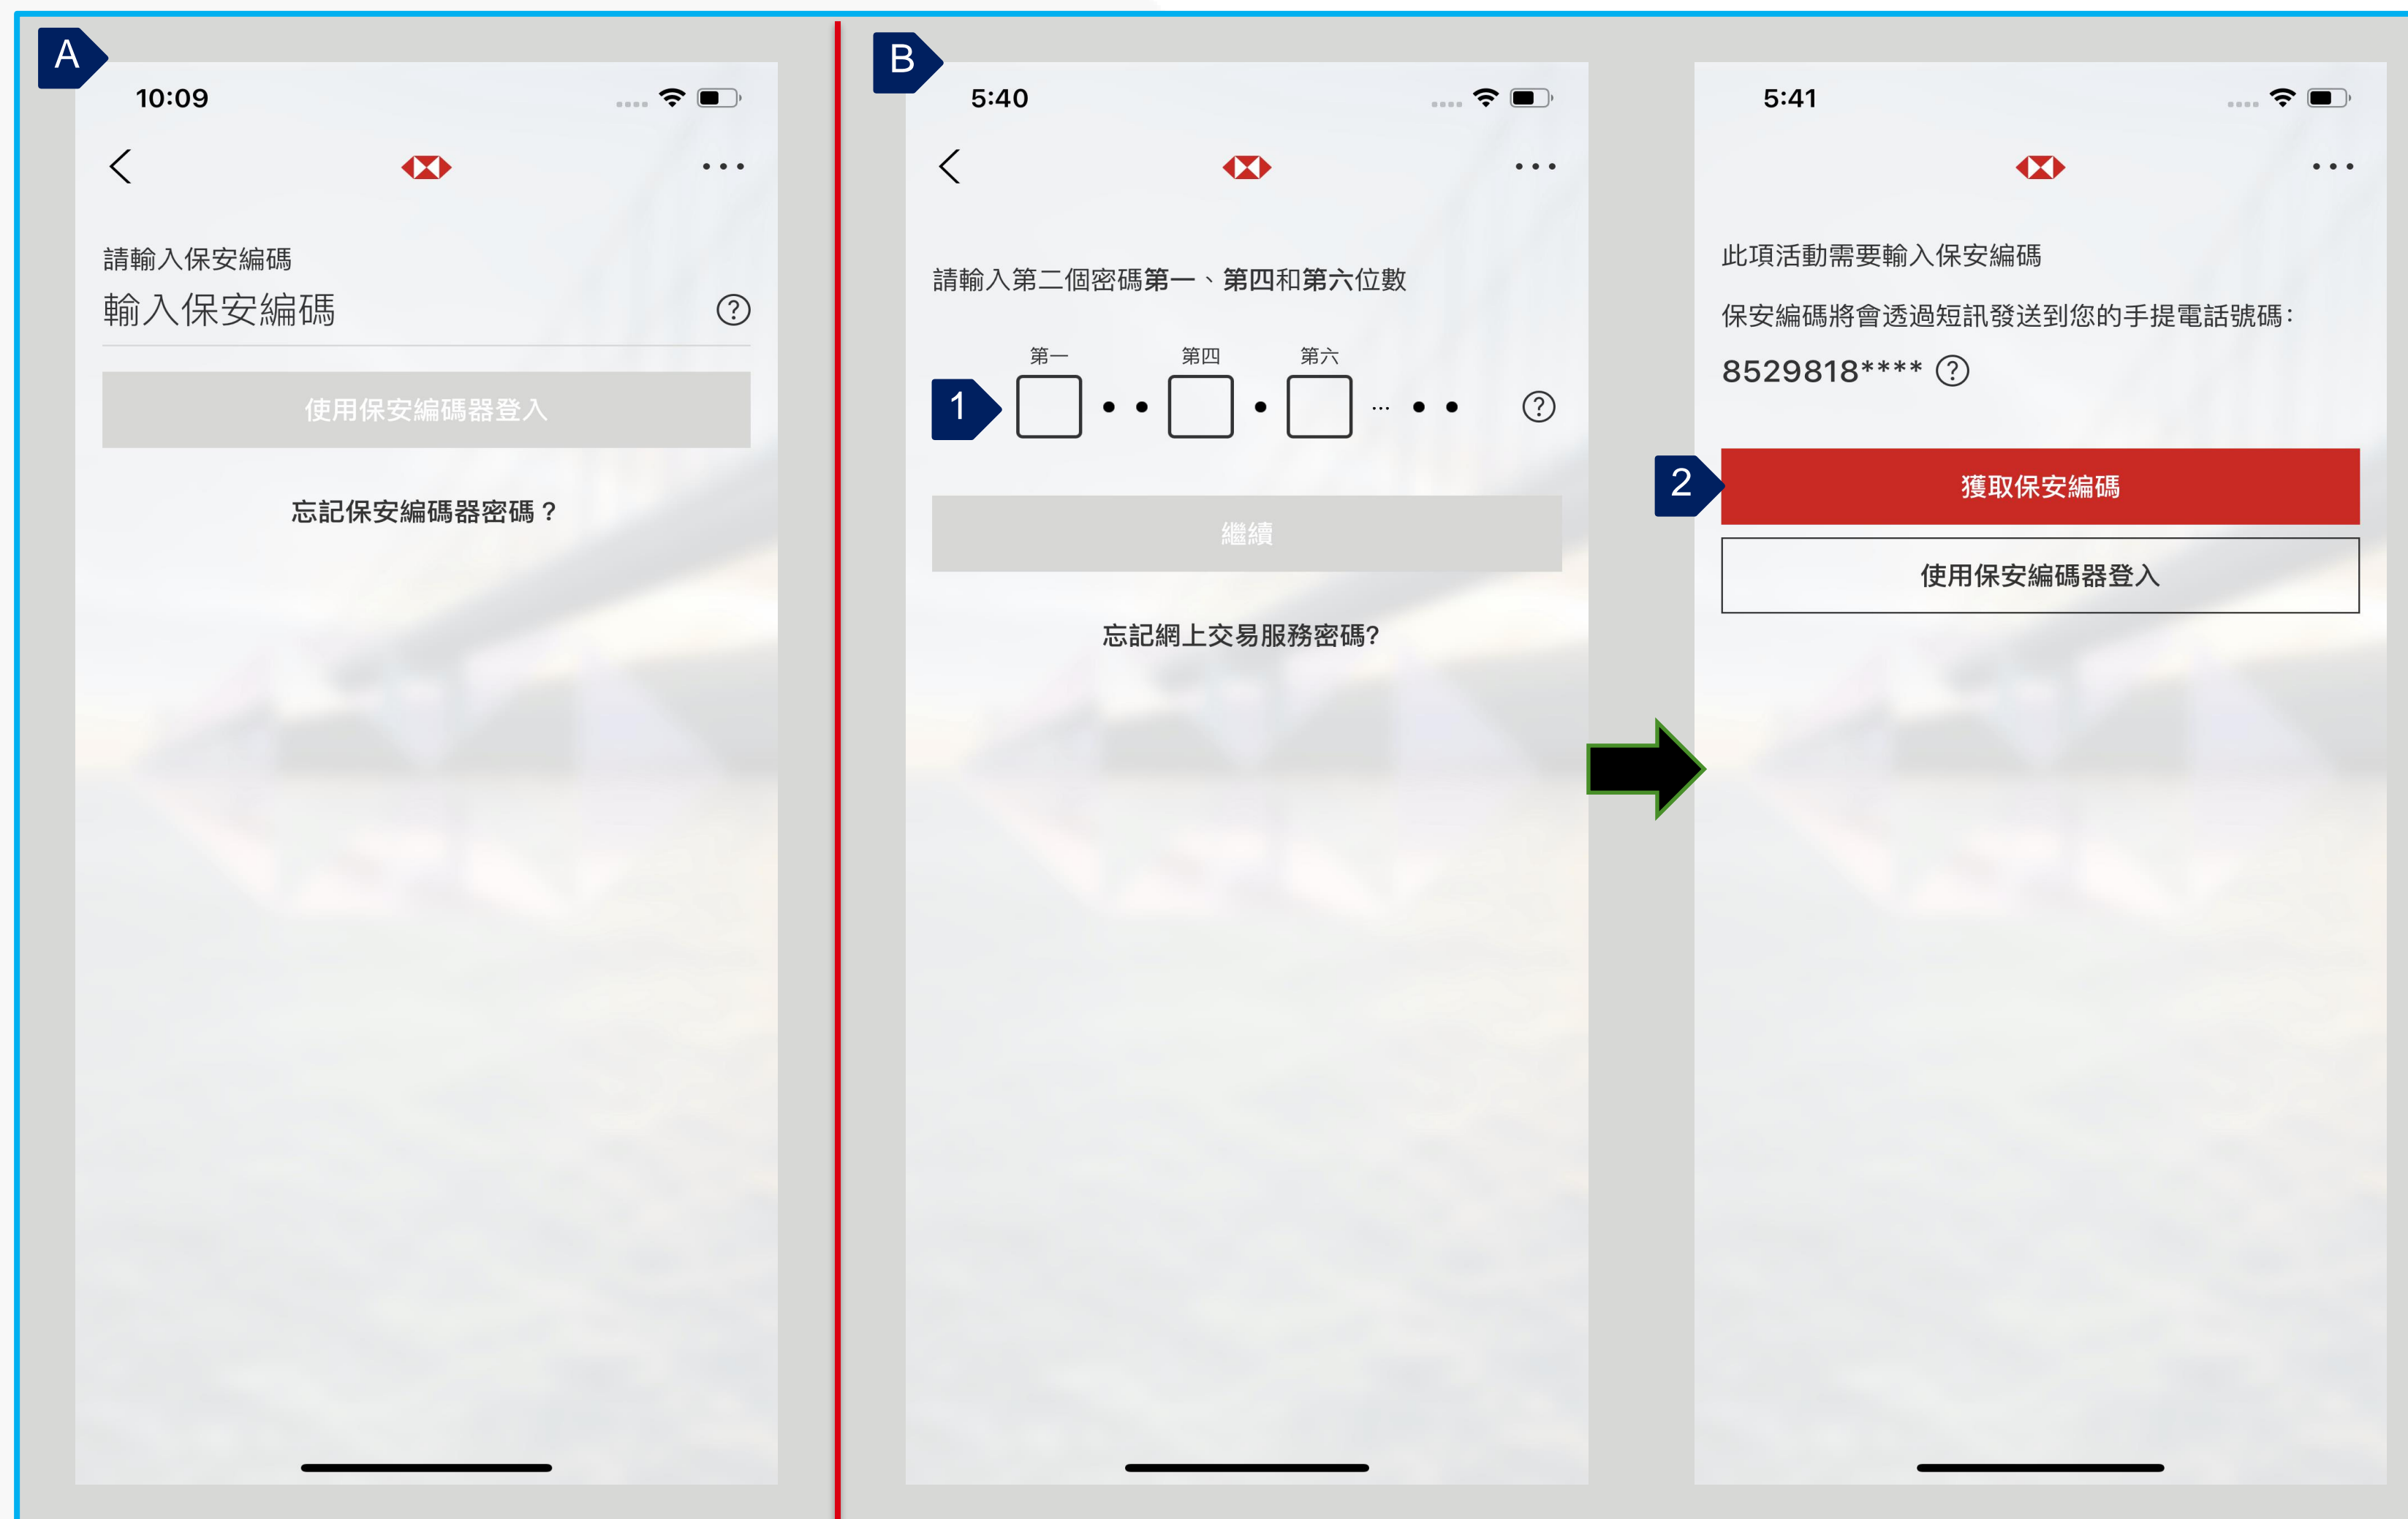 A
10:09
請輸入保安編碼
輸入保安編碼
使用保安編碼器登入
忘記保安編碼器密碼？
B
5:40
請輸入第二個密碼第一、第四和第六位數
第一 第四 第六
1
...
繼續
忘記網上交易服務密碼?
5:41
此項活動需要輸入保安編碼
保安編碼將會透過短訊發送到您的手提電話號碼：
8529818****
2
獲取保安編碼
使用保安編碼器登入